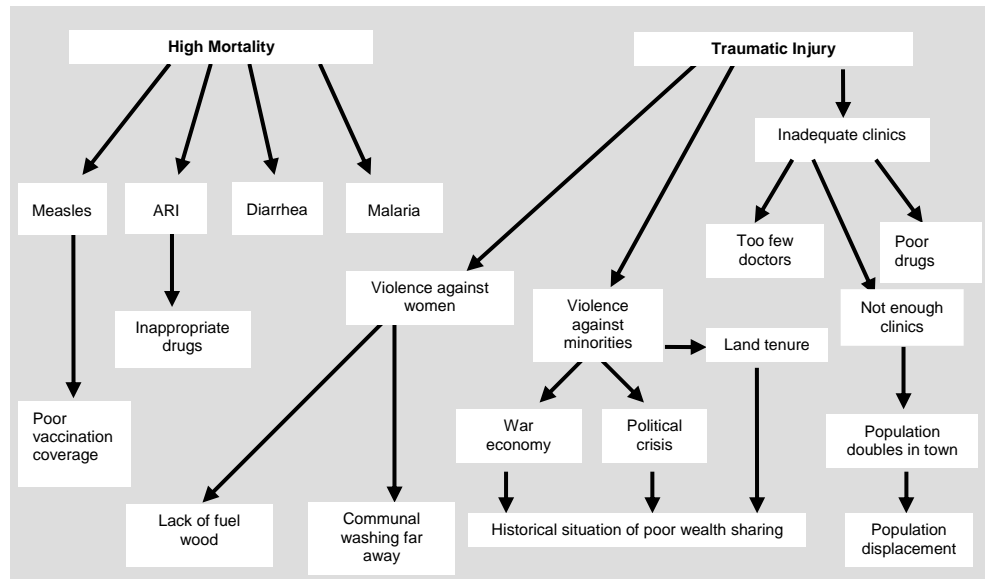 High Mortality
Traumatic Injury
Inadequate clinics
Measles
ARI
Diarrhea
Malaria
Too few
doctors
Poor
drugs
Violence against
women
Violence
against
minorities
Not enough
clinics
Inappropriate
drugs
Land tenure
Poor
vaccination
coverage
War
economy
Political
crisis
Population
doubles in town
Lack of fuel
wood
Communal
washing far
away
Historical situation of poor wealth sharing
Population
displacement